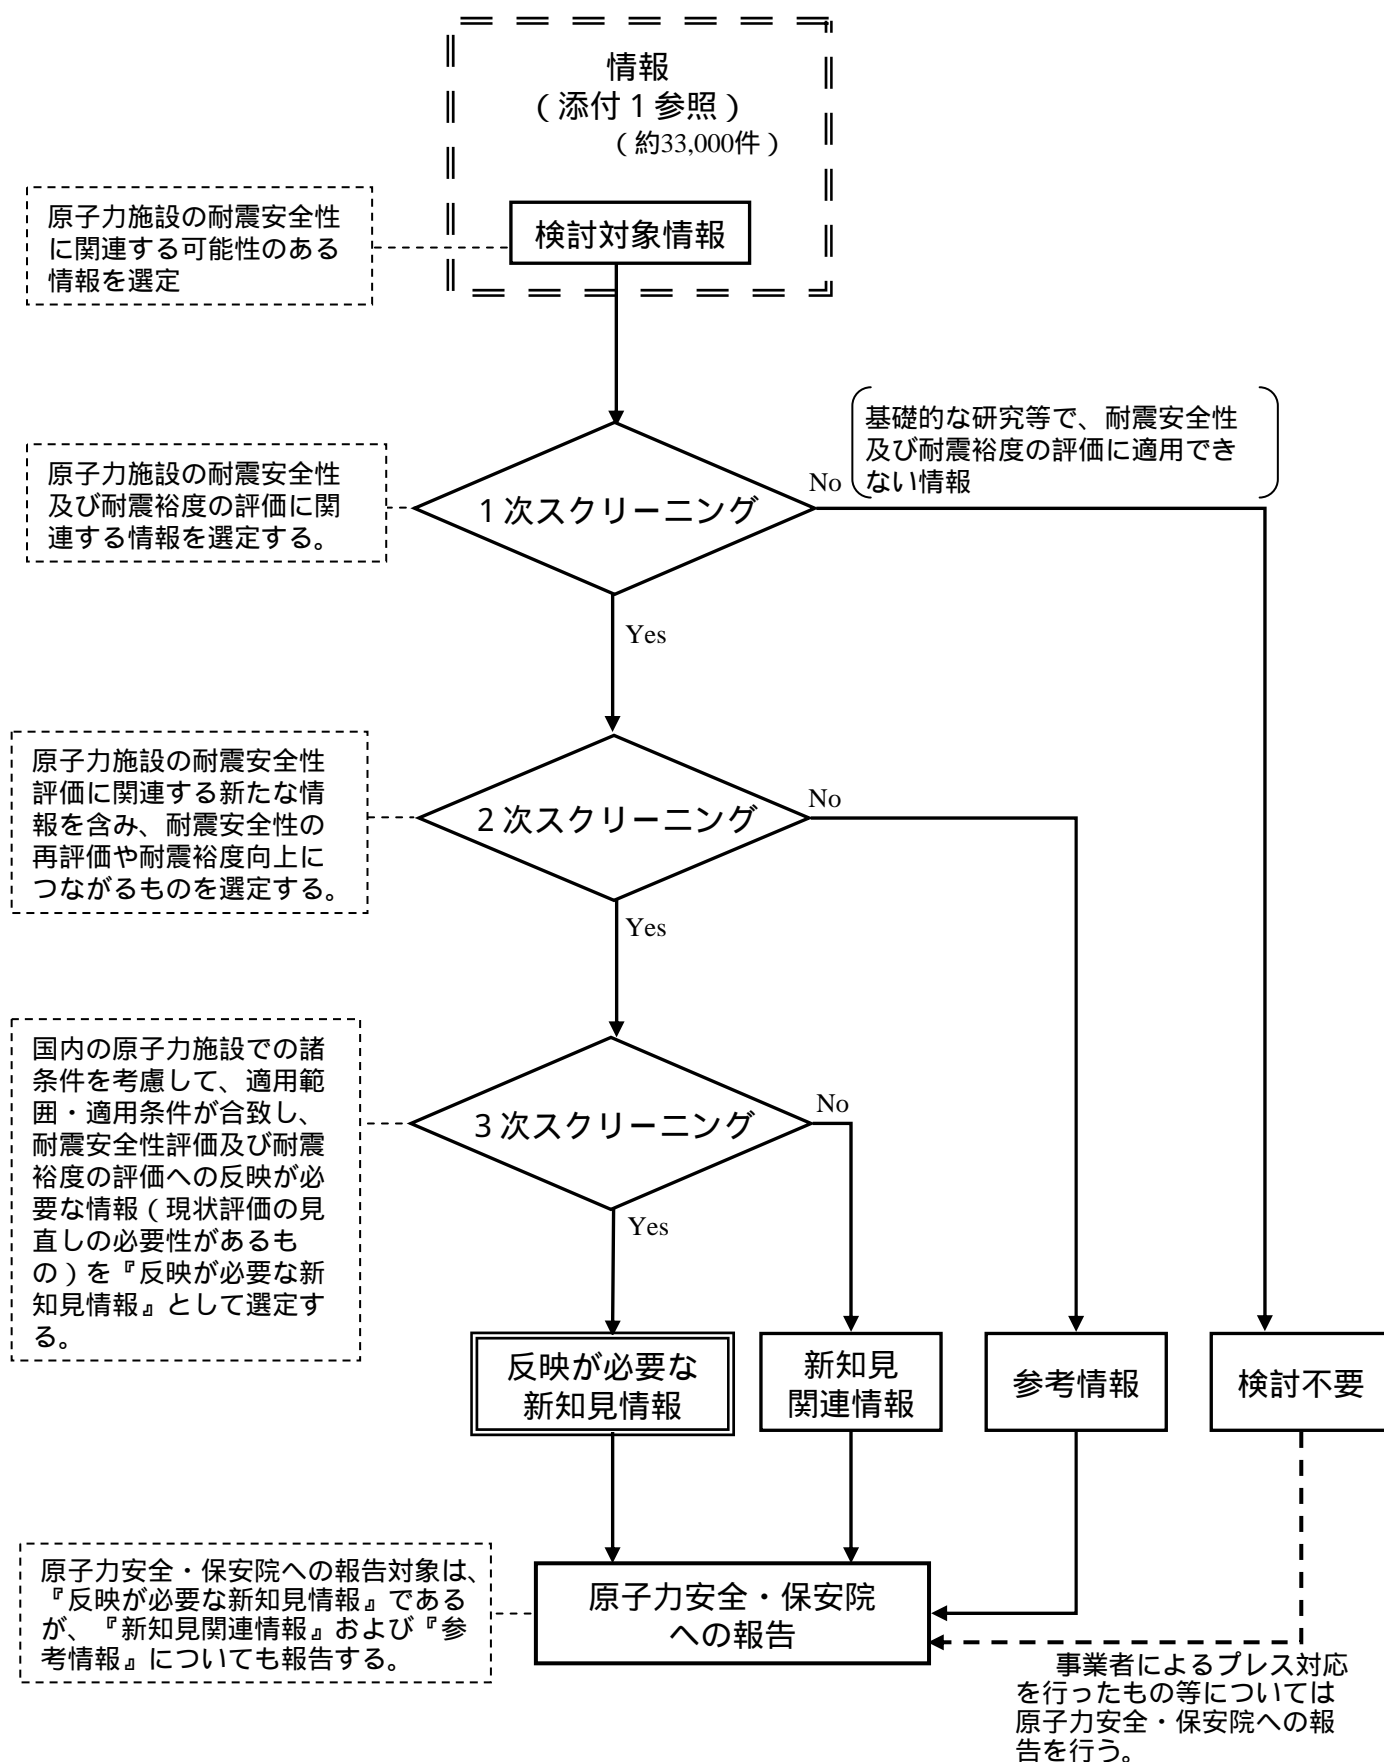 情報
(添付1参照)
(約33,000件)
原子力施設の耐震安全性
に関連する可能性のある
情報を選定
検討対象情報
基礎的な研究等で、耐震安全性
及び耐震裕度の評価に適用でき
ない情報
原子力施設の耐震安全性
及び耐震裕度の評価に関
連する情報を選定する。
1次スクリーニング
No
Yes
原子力施設の耐震安全性
評価に関連する新たな情
報を含み、耐震安全性の
再評価や耐震裕度向上に
つながるものを選定する。
2次スクリーニング
No
Yes
国内の原子力施設での諸
条件を考慮して、適用範
囲・適用条件が合致し、
耐震安全性評価及び耐震
裕度の評価への反映が必
要な情報(現状評価の見
直しの必要性があるも
の)を『反映が必要な新
知見情報』として選定す
る。
3次スクリーニング
No
Yes
反映が必要な
新知見情報
新知見
関連情報
参考情報
検討不要
原子力安全・保安院への報告対象は、
『反映が必要な新知見情報』である
が、『新知見関連情報』および『参
考情報』についても報告する。
原子力安全・保安院
への報告
事業者によるプレス対応
を行ったもの等については
原子力安全・保安院への報
告を行う。